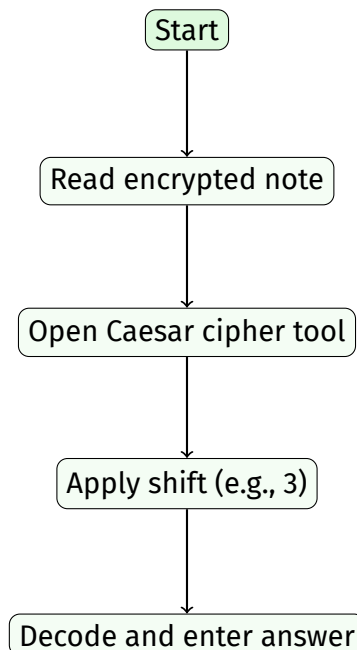 Start
Read encrypted note
Open Caesar cipher tool
Apply shift (e.g., 3)
Decode and enter answer